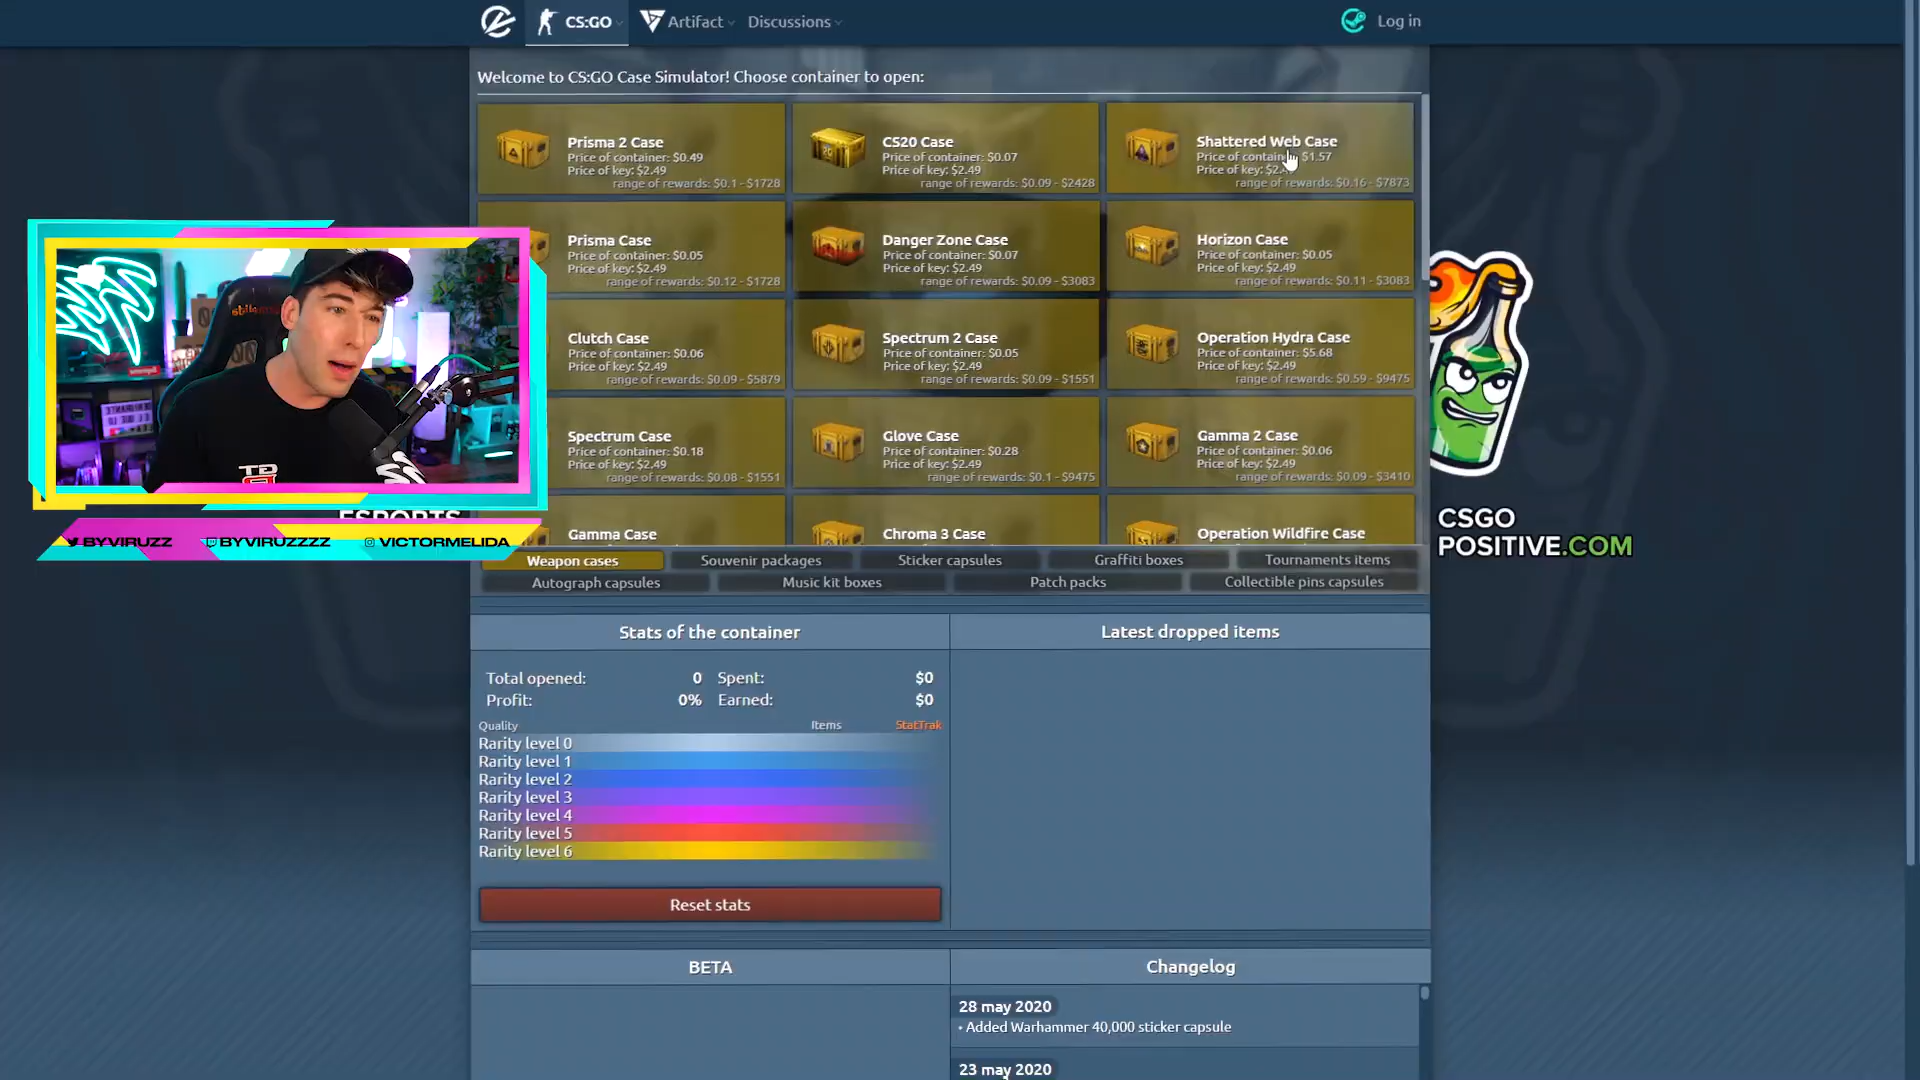 CS:GO
Artifact
Discussions
Log in
Welcome to CS:GO Case Simulator! Choose container to open:
Prisma 2 Case
Price of container: $0.49
Price of key: $2.49
range of rewards: $0.1 - $1728
CS20 Case
Price of container: $0.07
Price of key: $2.49
range of rewards: $0.09 - $2428
Shattered Web Case
Price of container: $1.57
Price of key: $2.49
range of rewards: $0.16 - $7873
Prisma Case
Price of container: $0.05
Price of key: $2.49
range of rewards: $0.12 - $1728
Danger Zone Case
Price of container: $0.07
Price of key: $2.49
range of rewards: $0.09 - $3083
Horizon Case
Price of container: $0.05
Price of key: $2.49
range of rewards: $0.11 - $3083
Clutch Case
Price of container: $0.06
Price of key: $2.49
range of rewards: $0.09 - $5879
Spectrum 2 Case
Price of container: $0.05
Price of key: $2.49
range of rewards: $0.09 - $1551
Operation Hydra Case
Price of container: $5.68
Price of key: $2.49
range of rewards: $0.59 - $9475
Spectrum Case
Price of container: $0.18
Price of key: $2.49
range of rewards: $0.08 - $1551
Glove Case
Price of container: $0.28
Price of key: $2.49
range of rewards: $0.1 - $9475
Gamma 2 Case
Price of container: $0.06
Price of key: $2.49
range of rewards: $0.09 - $3410
Gamma Case
Chroma 3 Case
Operation Wildfire Case
ESPORTS
BYVIRUZZ
BYVIRUZZZZ
VICTORMELIDA
CSGO
POSITIVE.COM
Weapon cases
Souvenir packages
Sticker capsules
Graffiti boxes
Tournaments items
Autograph capsules
Music kit boxes
Patch packs
Collectible pins capsules
Stats of the container
Total opened: 0 Spent: $0
Profit: 0% Earned: $0
Quality Items StatTrak
Rarity level 0
Rarity level 1
Rarity level 2
Rarity level 3
Rarity level 4
Rarity level 5
Rarity level 6
Reset stats
Latest dropped items
BETA
Changelog
28 may 2020
• Added Warhammer 40,000 sticker capsule
23 may 2020